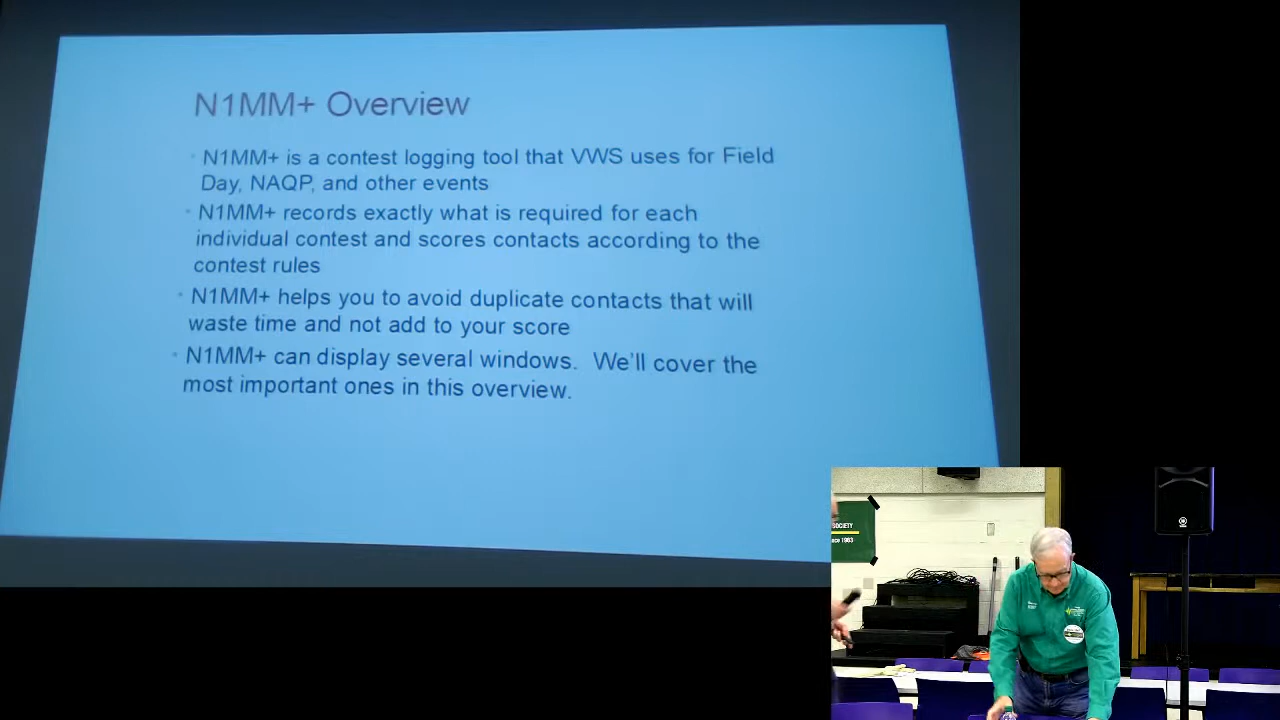 N1MM+ Overview
N1MM+ is a contest logging tool that VWS uses for Field
Day, NAQP, and other events
N1MM+ records exactly what is required for each
individual contest and scores contacts according to the
contest rules
N1MM+ helps you to avoid duplicate contacts that will
waste time and not add to your score
N1MM+ can display several windows.  We'll cover the
most important ones in this overview.
SOCIETY